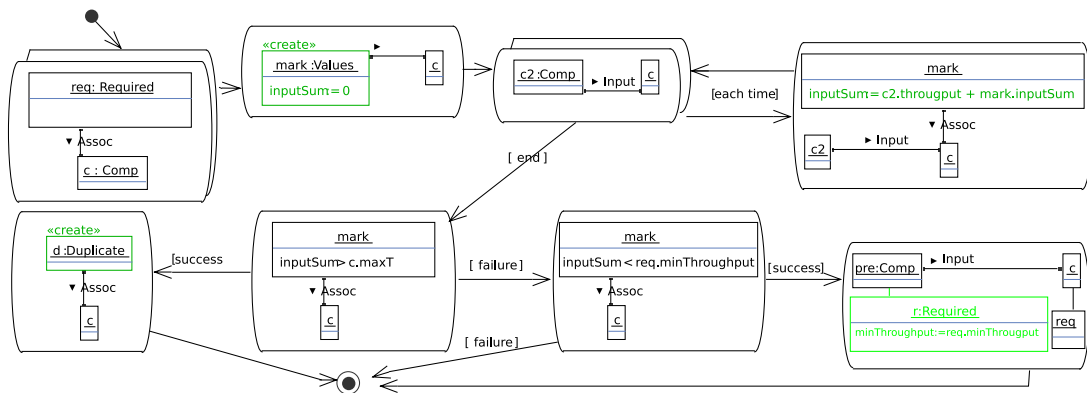 req: Required
▼ Assoc
c : Comp
«create»
mark :Values
inputSum:=0
►
c
c2:Comp
► Input
c
[each time]
mark
inputSum:=c2.througput + mark.inputSum
▼ Assoc
c2
► Input
c
[ end ]
«create»
d :Duplicate
▼ Assoc
c
[success
mark
inputSum> c.maxT
▼ Assoc
c
[ failure]
mark
inputSum < req.minThroughput
▼ Assoc
c
[success]
[ failure]
pre:Comp
► Input
c
r:Required
minThroughput:=req.minThrougput
req